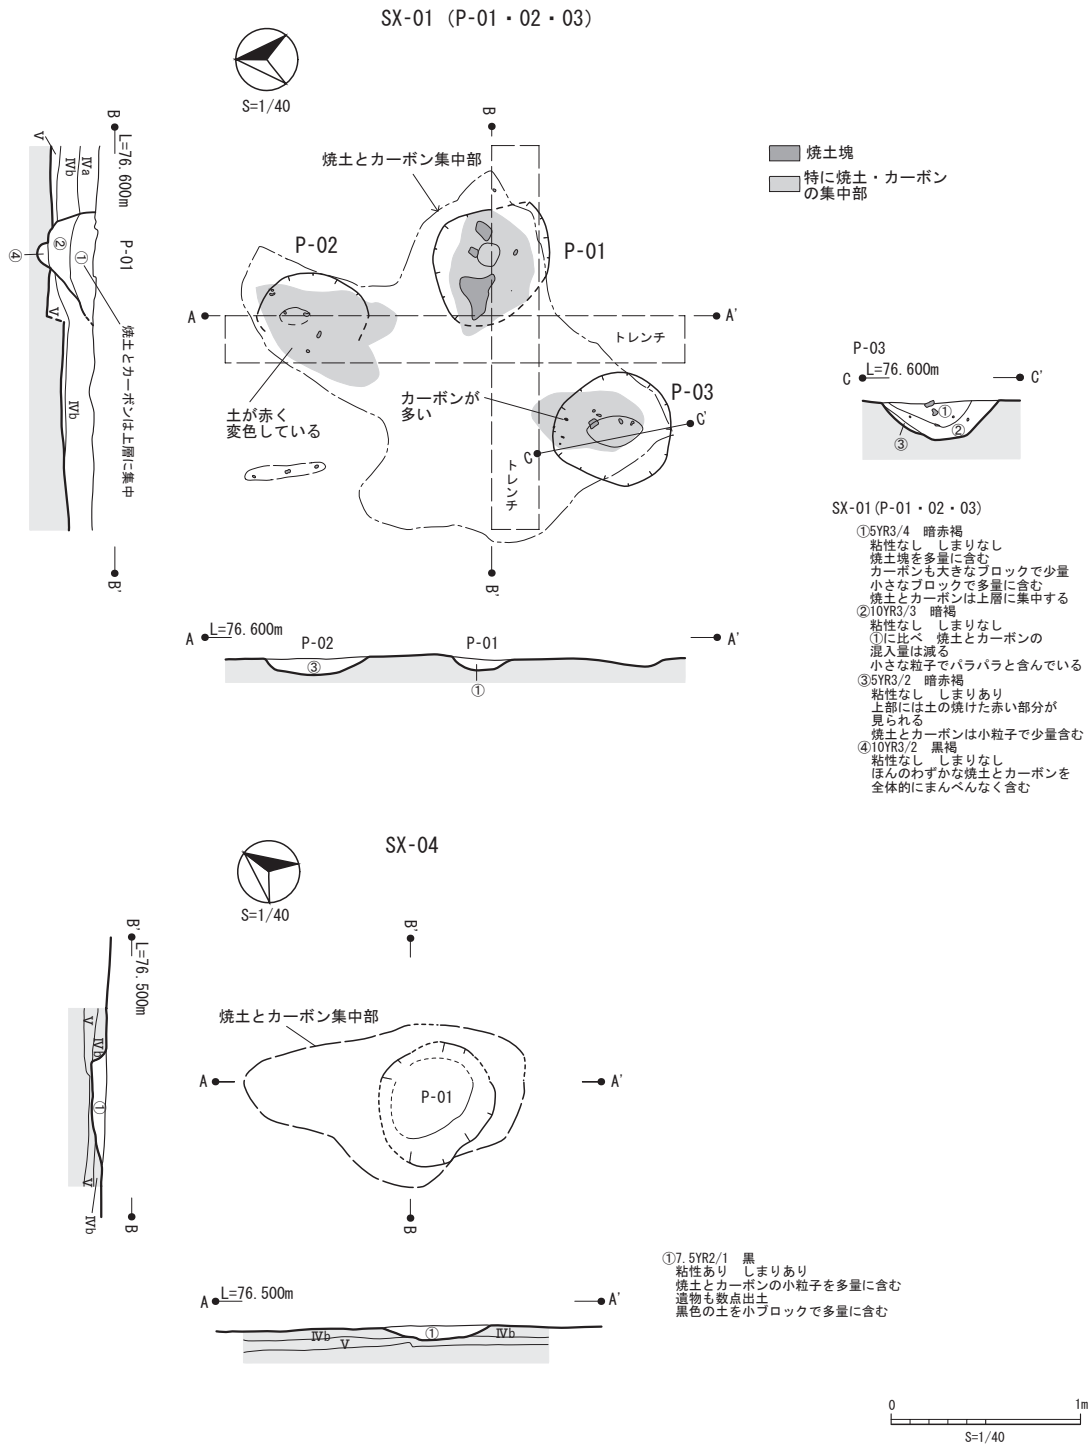 SX-01（P-01・02・03）
S=1/40
B
L=76.600m
Ⅴ
Ⅳb
Ⅳa
P-01
④
②
①
Ⅴ
焼土とカーボンは上層に集中
Ⅳb
B'
B
焼土とカーボン集中部
P-02
P-01
A
A'
トレンチ
P-03
土が赤く
変色している
カーボンが
多い
C'
C
トレンチ
B'
焼土塊
特に焼土・カーボン
の集中部
P-03
C
L=76.600m
C'
①
②
③
A
L=76.600m
P-02
P-01
A'
③
①
SX-01(P-01・02・03)
①5YR3/4 暗赤褐
粘性なし しまりなし
焼土塊を多量に含む
カーボンも大きなブロックで少量
小さなブロックで多量に含む
焼土とカーボンは上層に集中する
②10YR3/3 暗褐
粘性なし しまりなし
①に比べ 焼土とカーボンの
混入量は減る
小さな粒子でパラパラと含んでいる
③5YR3/2 暗赤褐
粘性なし しまりあり
上部には土の焼けた赤い部分が
見られる
焼土とカーボンは小粒子で少量含む
④10YR3/2 黒褐
粘性なし しまりなし
ほんのわずかな焼土とカーボンを
全体的にまんべんなく含む
SX-04
S=1/40
B'
L=76.500m
Ⅴ
Ⅳb
①
Ⅴ
Ⅳb
B
B'
焼土とカーボン集中部
A
P-01
A'
B
①7.5YR2/1 黒
粘性あり しまりあり
焼土とカーボンの小粒子を多量に含む
遺物も数点出土
黒色の土を小ブロックで多量に含む
A
L=76.500m
A'
Ⅳb
①
Ⅳb
Ⅴ
0
1m
S=1/40